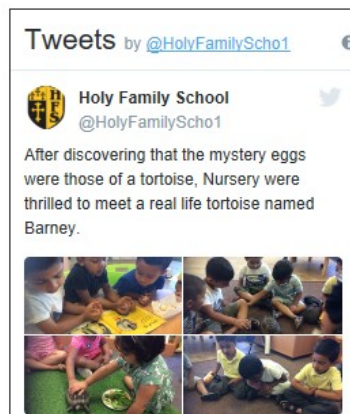 Tweets by @HolyFamilyScho1
Holy Family School
@HolyFamilyScho1
After discovering that the mystery eggs
were those of a tortoise, Nursery were
thrilled to meet a real life tortoise named
Barney.
HFS